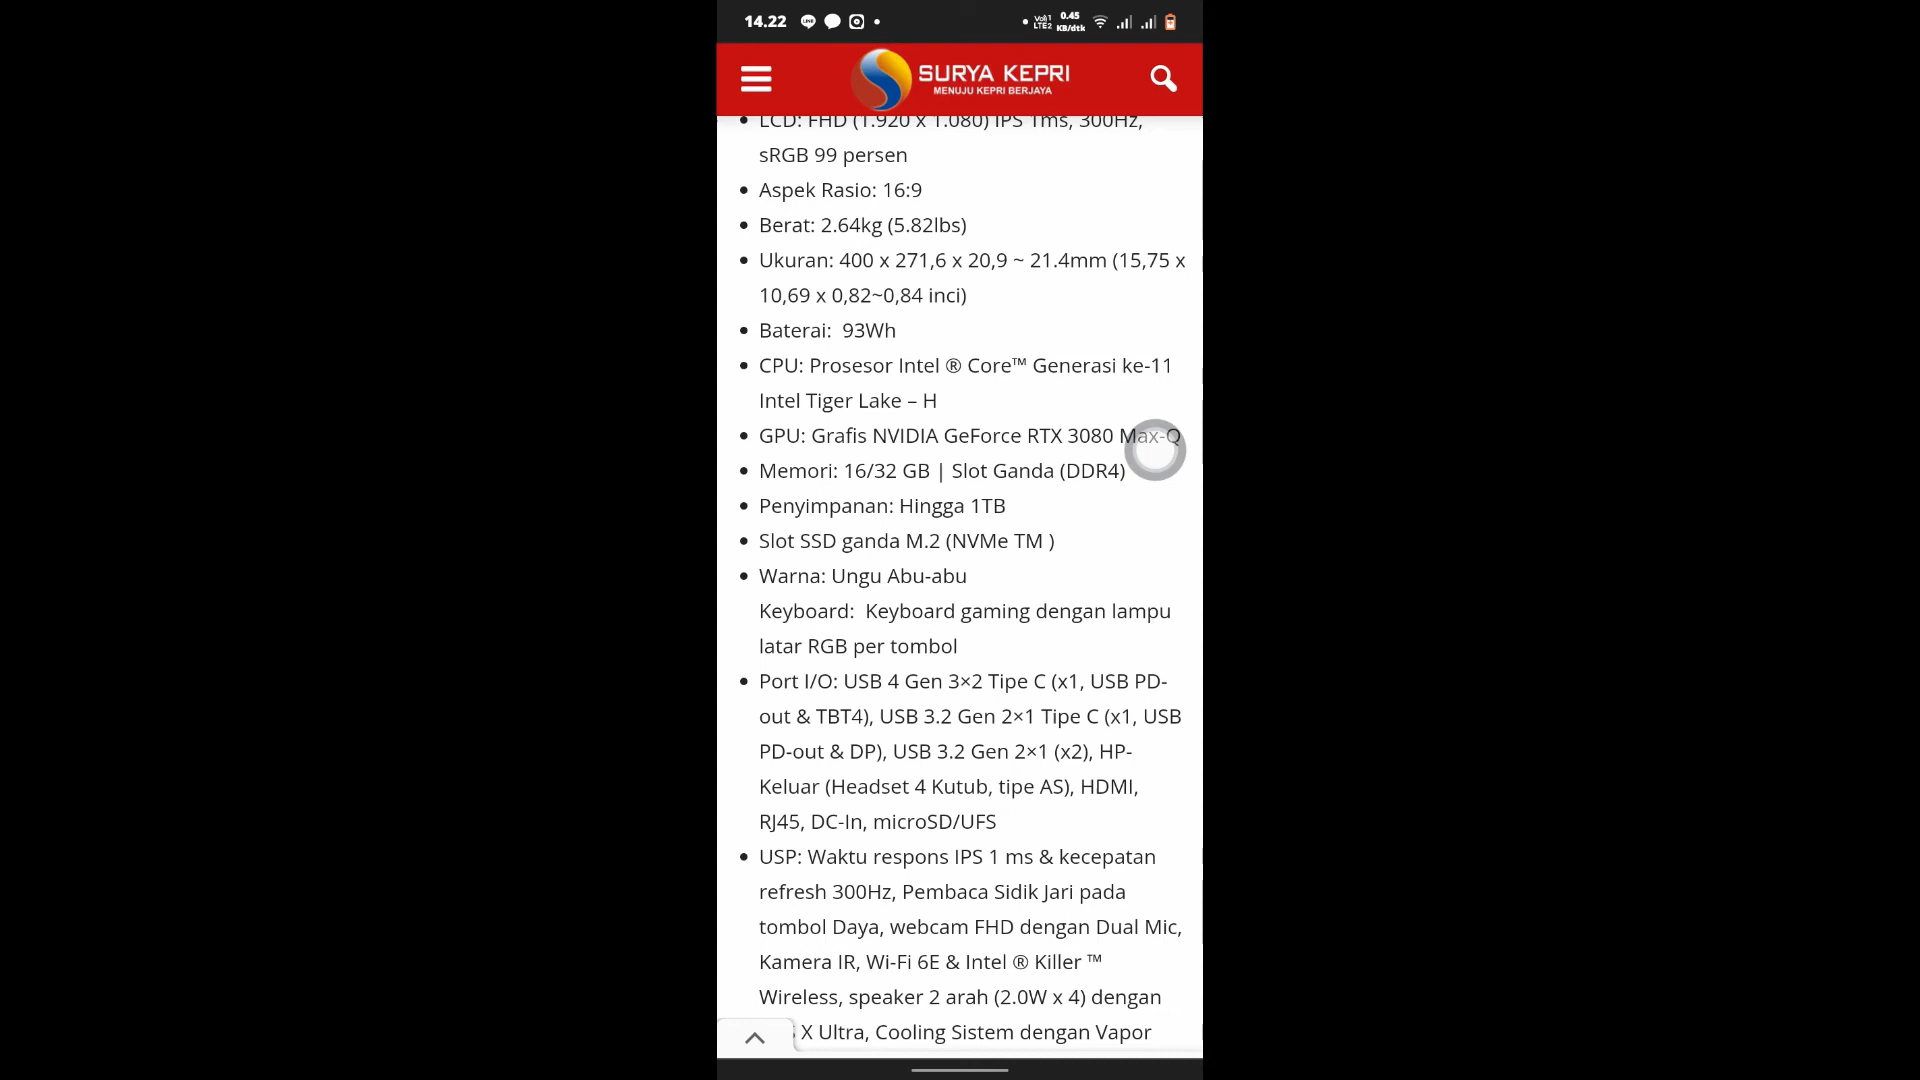 14.22
Vo)) 1
LTE2
0.45
KB/dtk
SURYA KEPRI
MENUJU KEPRI BERJAYA
LCD: FHD (1.920 x 1.080) IPS 1ms, 300Hz,
sRGB 99 persen
Aspek Rasio: 16:9
Berat: 2.64kg (5.82lbs)
Ukuran: 400 x 271,6 x 20,9 ~ 21.4mm (15,75 x
10,69 x 0,82~0,84 inci)
Baterai:  93Wh
CPU: Prosesor Intel ® Core™ Generasi ke-11
Intel Tiger Lake – H
GPU: Grafis NVIDIA GeForce RTX 3080 Max-Q
Memori: 16/32 GB | Slot Ganda (DDR4)
Penyimpanan: Hingga 1TB
Slot SSD ganda M.2 (NVMe TM )
Warna: Ungu Abu-abu
Keyboard:  Keyboard gaming dengan lampu
latar RGB per tombol
Port I/O: USB 4 Gen 3×2 Tipe C (x1, USB PD-
out & TBT4), USB 3.2 Gen 2×1 Tipe C (x1, USB
PD-out & DP), USB 3.2 Gen 2×1 (x2), HP-
Keluar (Headset 4 Kutub, tipe AS), HDMI,
RJ45, DC-In, microSD/UFS
USP: Waktu respons IPS 1 ms & kecepatan
refresh 300Hz, Pembaca Sidik Jari pada
tombol Daya, webcam FHD dengan Dual Mic,
Kamera IR, Wi-Fi 6E & Intel ® Killer ™
Wireless, speaker 2 arah (2.0W x 4) dengan
X Ultra, Cooling Sistem dengan Vapor